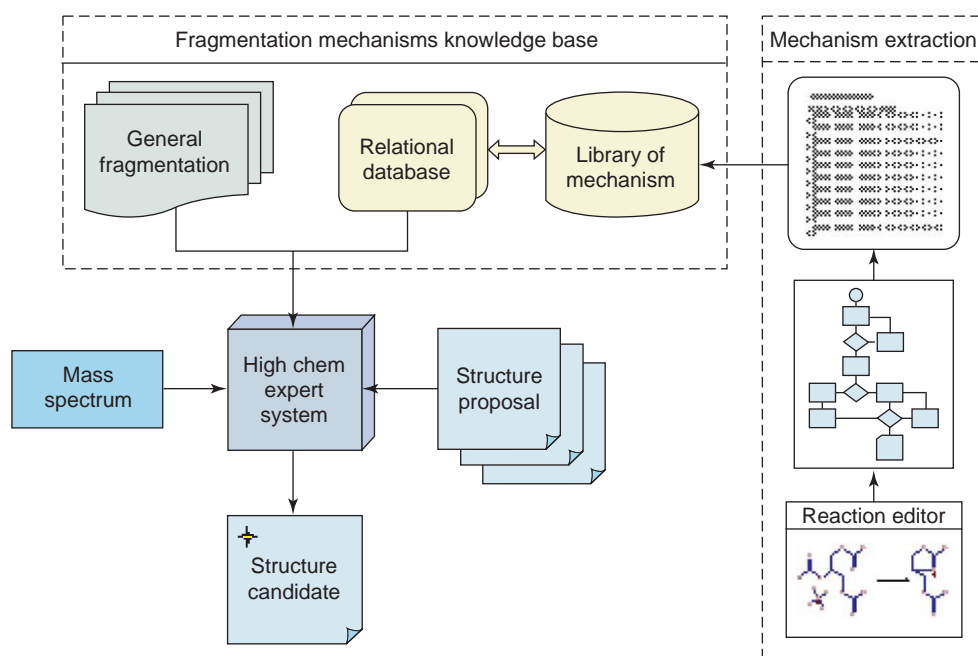 Fragmentation mechanisms knowledge base
Mechanism extraction
General
fragmentation
Relational
database
Library of
mechanism
Mass
spectrum
High chem
expert
system
Structure
proposal
Structure
candidate
Reaction editor